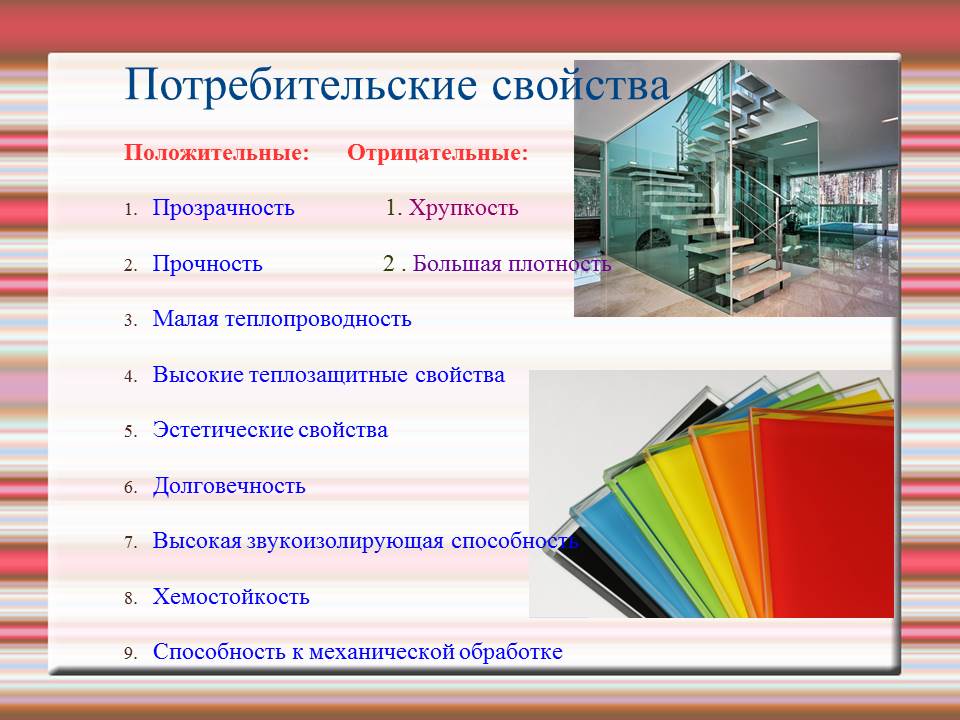 Потребительские свойства
Положительные: Отрицательные:
1. Прозрачность 1. Хрупкость
2. Прочность 2 . Большая плотность
3. Малая теплопроводность
4. Высокие теплозащитные свойства
5. Эстетические свойства
6. Долговечность
7. Высокая звукоизолирующая способность
8. Хемостойкость
9. Способность к механической обработке